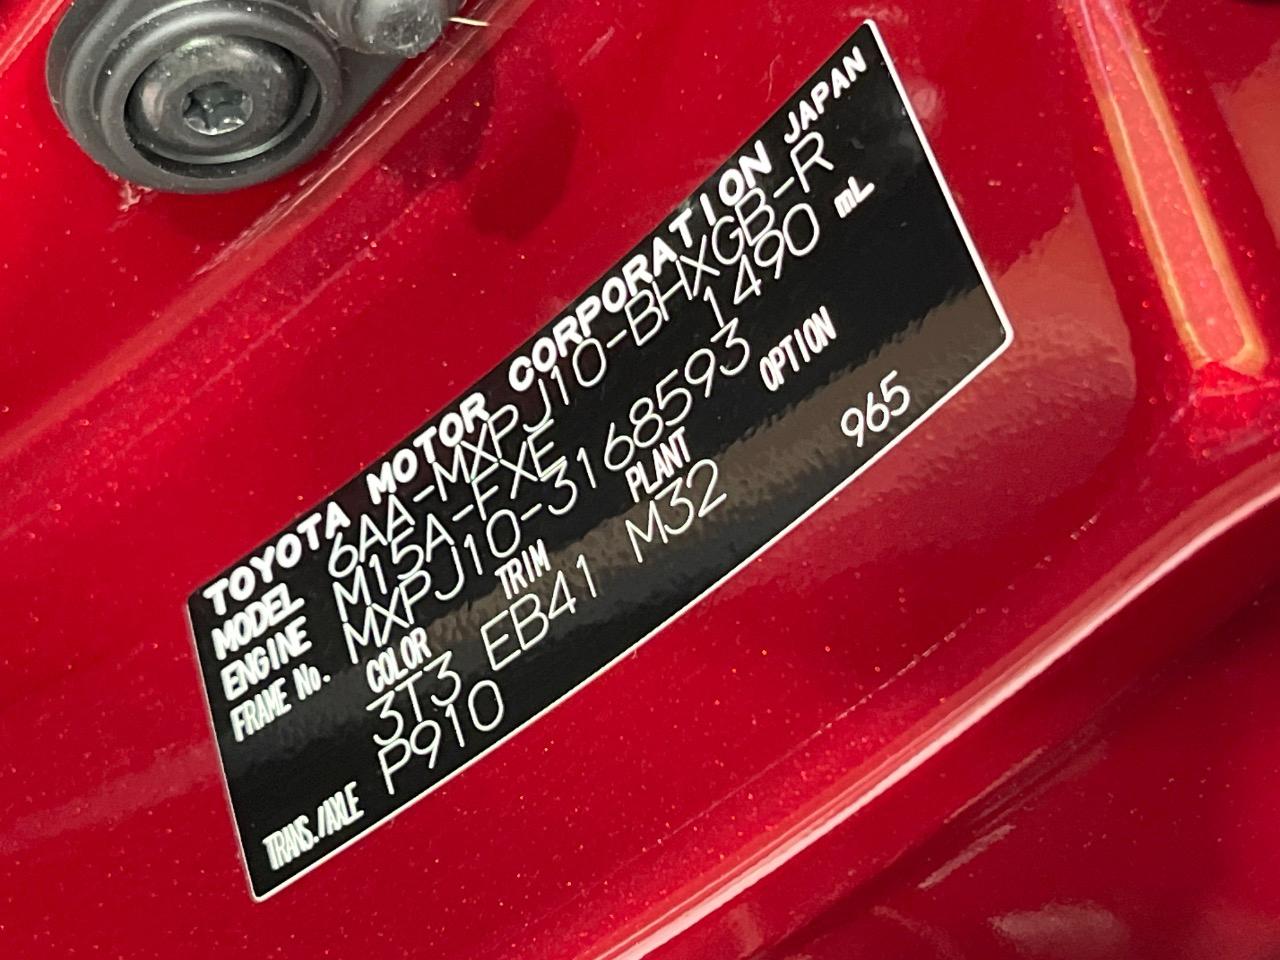 TOYOTA MOTOR CORPORATION JAPAN
MODEL 6AA-MXPJ10-BHXGB-R
ENGINE M15A-FXE 1490 mL
FRAME No. MXPJ10-3168593
COLOR TRIM PLANT OPTION
3T3 EB41 M32 965
TRANS./AXLE P910